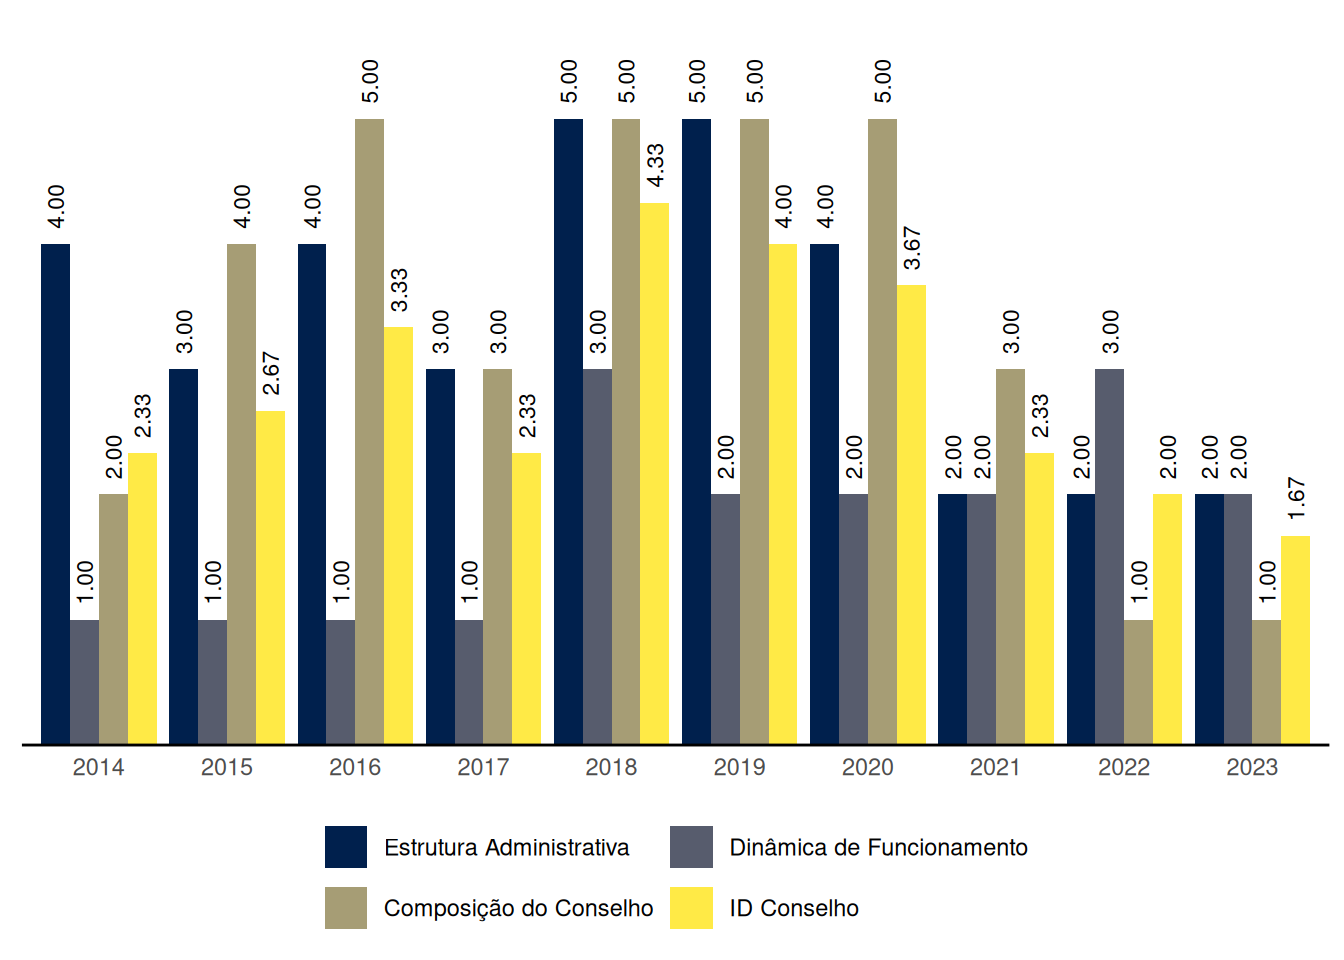 4.00 1.00 2.00 2.33
3.00 1.00 4.00 2.67
4.00 1.00 5.00 3.33
3.00 1.00 3.00 2.33
5.00 3.00 5.00 4.33
5.00 2.00 5.00 4.00
4.00 2.00 5.00 3.67
2.00 2.00 3.00 2.33
2.00 3.00 1.00 2.00
2.00 2.00 1.00 1.67
2014 2015 2016 2017 2018 2019 2020 2021 2022 2023
Estrutura Administrativa Dinâmica de Funcionamento
Composição do Conselho ID Conselho